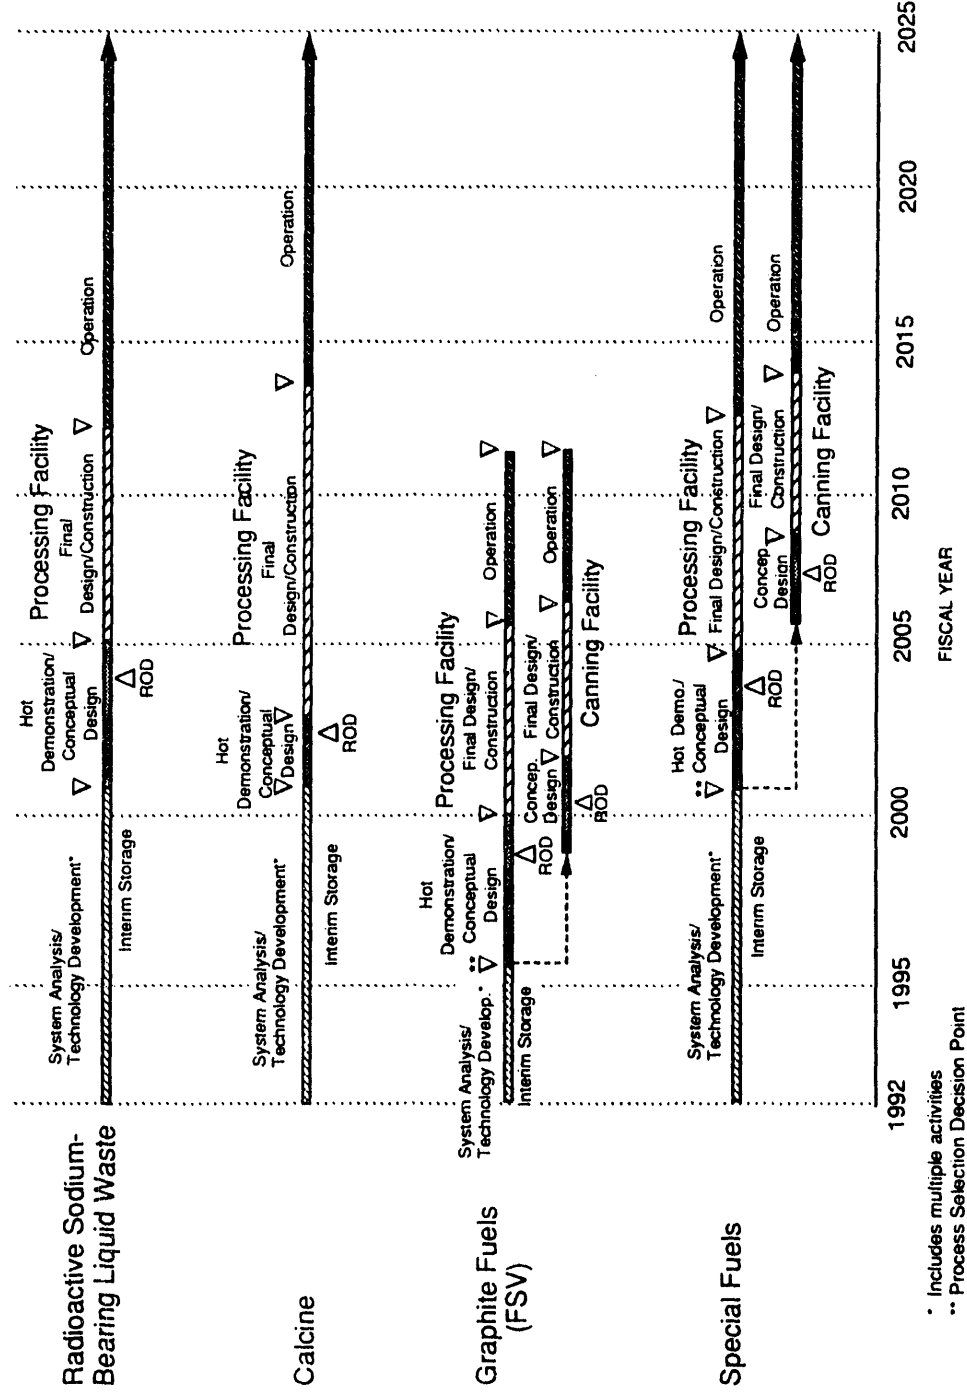 Radioactive Sodium-
Bearing Liquid Waste
System Analysis/
Technology Development*
Interim Storage
Hot
Demonstration/
Conceptual
Design
ROD
Processing Facility
Final
Design/Construction
Operation
Calcine
System Analysis/
Technology Development*
Interim Storage
Hot
Demonstration/
Conceptual
Design
ROD
Processing Facility
Final
Design/Construction
Operation
Graphite Fuels
(FSV)
System Analysis/
Technology Develop.*
Interim Storage
**
Hot
Demonstration/
Conceptual
Design
ROD
Processing Facility
Final Design/
Construction
Operation
Concep.
Design
ROD
Canning Facility
Final Design/
Construction
Operation
Special Fuels
System Analysis/
Technology Development*
Interim Storage
**
Hot Demo./
Conceptual
Design
ROD
Processing Facility
Final Design/Construction
Operation
Concep.
Design
ROD
Canning Facility
Final Design/
Construction
Operation
1992
1995
2000
2005
2010
2015
2020
2025
FISCAL YEAR
* Includes multiple activities
** Process Selection Decision Point